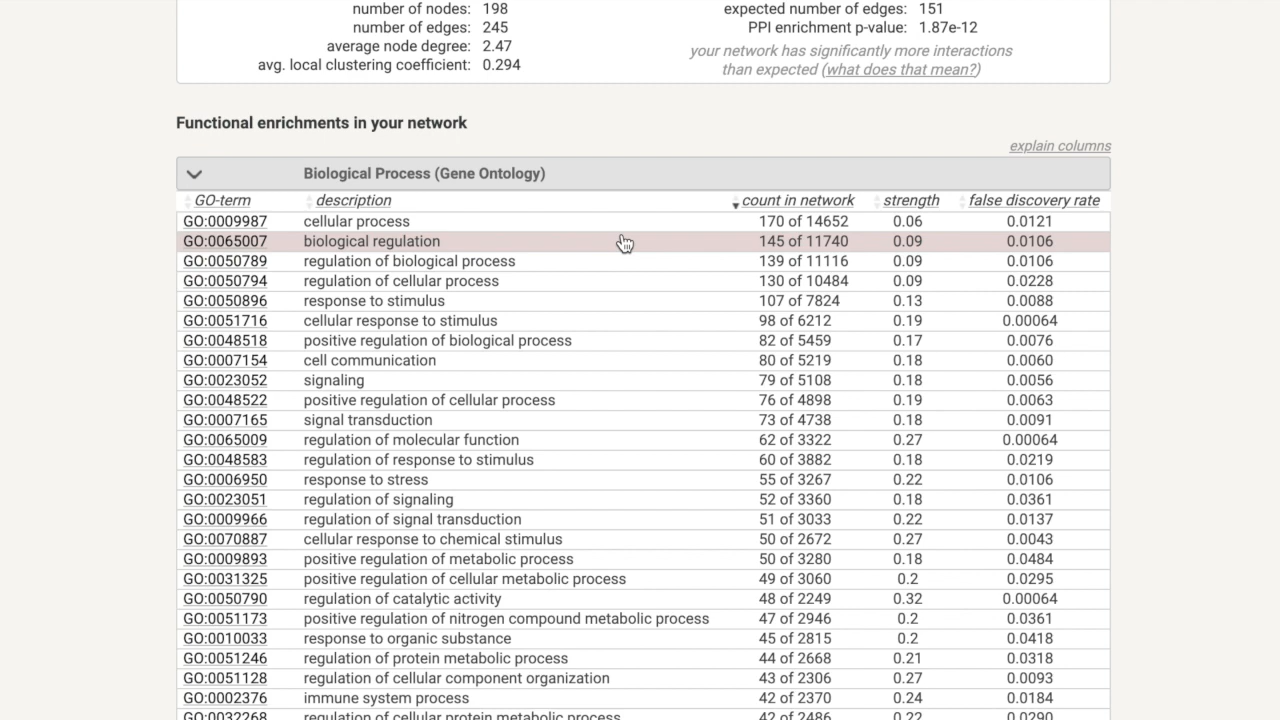 number of nodes: 198 expected number of edges: 151
number of edges: 245 PPI enrichment p-value: 1.87e-12
average node degree: 2.47 your network has significantly more interactions
avg. local clustering coefficient: 0.294 than expected (what does that mean?)
Functional enrichments in your network
explain columns
Biological Process (Gene Ontology)
GO-term description count in network strength false discovery rate
GO:0009987 cellular process 170 of 14652 0.06 0.0121
GO:0065007 biological regulation 145 of 11740 0.09 0.0106
GO:0050789 regulation of biological process 139 of 11116 0.09 0.0106
GO:0050794 regulation of cellular process 130 of 10484 0.09 0.0228
GO:0050896 response to stimulus 107 of 7824 0.13 0.0088
GO:0051716 cellular response to stimulus 98 of 6212 0.19 0.00064
GO:0048518 positive regulation of biological process 82 of 5459 0.17 0.0076
GO:0007154 cell communication 80 of 5219 0.18 0.0060
GO:0023052 signaling 79 of 5108 0.18 0.0056
GO:0048522 positive regulation of cellular process 76 of 4898 0.19 0.0063
GO:0007165 signal transduction 73 of 4738 0.18 0.0091
GO:0065009 regulation of molecular function 62 of 3322 0.27 0.00064
GO:0048583 regulation of response to stimulus 60 of 3882 0.18 0.0219
GO:0006950 response to stress 55 of 3267 0.22 0.0106
GO:0023051 regulation of signaling 52 of 3360 0.18 0.0361
GO:0009966 regulation of signal transduction 51 of 3033 0.22 0.0137
GO:0070887 cellular response to chemical stimulus 50 of 2672 0.27 0.0043
GO:0009893 positive regulation of metabolic process 50 of 3280 0.18 0.0484
GO:0031325 positive regulation of cellular metabolic process 49 of 3060 0.2 0.0295
GO:0050790 regulation of catalytic activity 48 of 2249 0.32 0.00064
GO:0051173 positive regulation of nitrogen compound metabolic process 47 of 2946 0.2 0.0361
GO:0010033 response to organic substance 45 of 2815 0.2 0.0418
GO:0051246 regulation of protein metabolic process 44 of 2668 0.21 0.0318
GO:0051128 regulation of cellular component organization 43 of 2306 0.27 0.0093
GO:0002376 immune system process 42 of 2370 0.24 0.0184
GO:0032268 regulation of cellular protein metabolic process 42 of 2486 0.22 0.0290